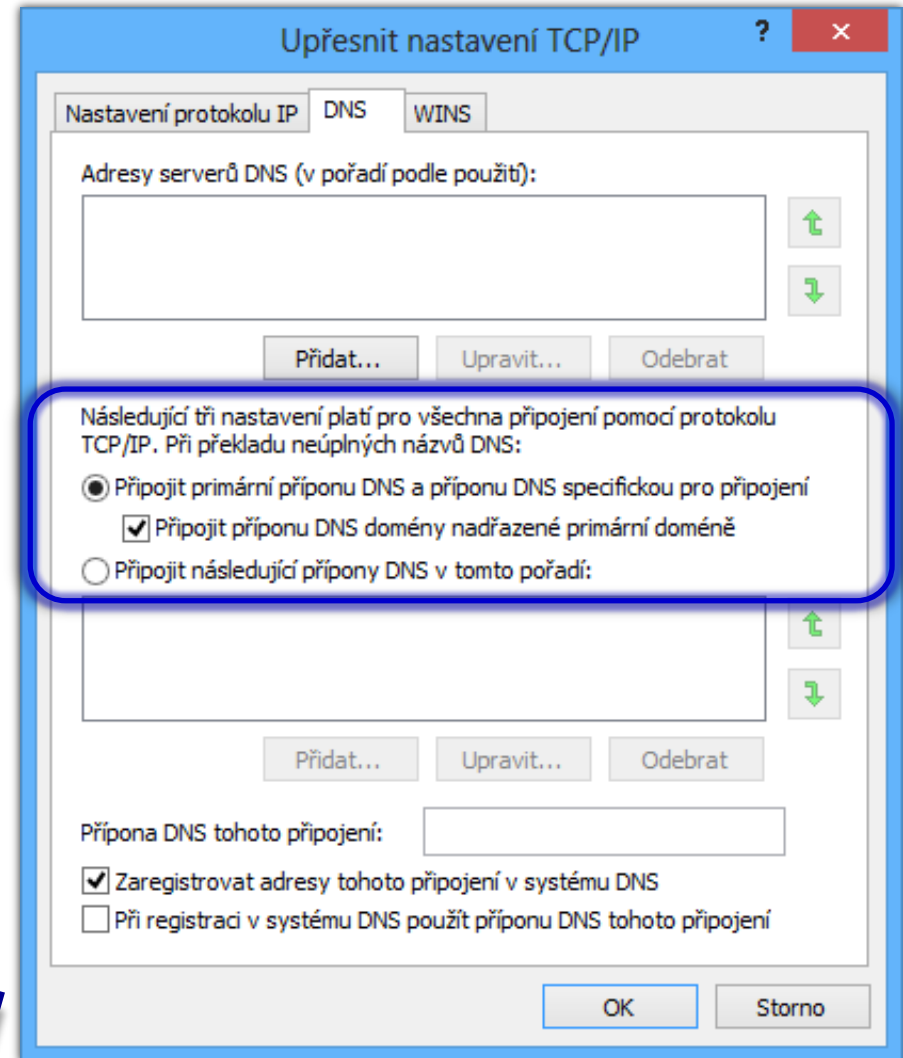 Upřesnit nastavení TCP/IP
?
Nastavení protokolu IP
DNS
WINS
Adresy serverů DNS (v pořadí podle použití):
Přidat...
Upravit...
Odebrat
Následující tři nastavení platí pro všechna připojení pomocí protokolu
TCP/IP. Při překladu neúplných názvů DNS:
Připojit primární příponu DNS a příponu DNS specifickou pro připojení
Připojit příponu DNS domény nadřazené primární doméně
Připojit následující přípony DNS v tomto pořadí:
Přidat...
Upravit...
Odebrat
Přípona DNS tohoto připojení:
Zaregistrovat adresy tohoto připojení v systému DNS
Při registraci v systému DNS použít příponu DNS tohoto připojení
OK
Storno